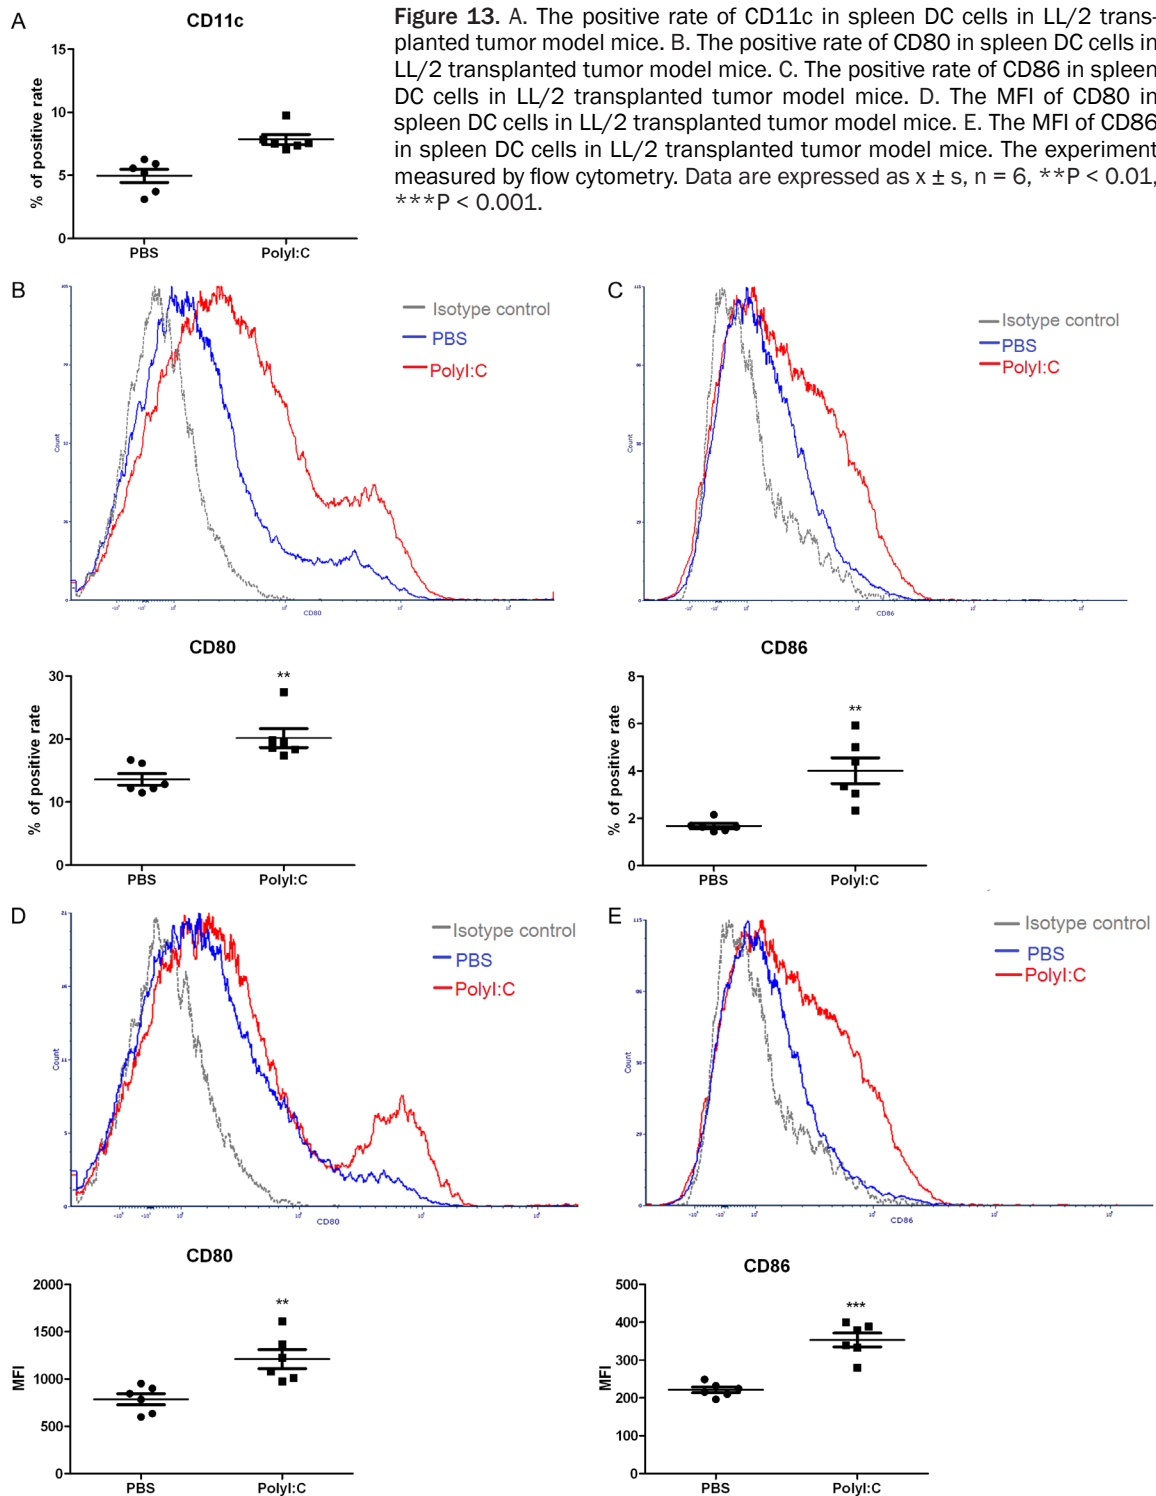 A
CD11c
Figure 13. A. The positive rate of CD11c in spleen DC cells in LL/2 trans-
planted tumor model mice. B. The positive rate of CD80 in spleen DC cells in
LL/2 transplanted tumor model mice. C. The positive rate of CD86 in spleen
DC cells in LL/2 transplanted tumor model mice. D. The MFI of CD80 in
spleen DC cells in LL/2 transplanted tumor model mice. E. The MFI of CD86
in spleen DC cells in LL/2 transplanted tumor model mice. The experiment
measured by flow cytometry. Data are expressed as x ± s, n = 6, **P < 0.01,
***P < 0.001.
% of positive rate
15
10
5
0
PBS
PolyI:C
B
Isotype control
PBS
PolyI:C
Count
CD80
C
Isotype control
PBS
PolyI:C
Count
CD86
CD80
% of positive rate
30
20
10
0
**
PBS
PolyI:C
CD86
% of positive rate
8
6
4
2
0
**
PBS
PolyI:C
D
Isotype control
PBS
PolyI:C
Count
CD80
E
Isotype control
PBS
PolyI:C
Count
CD86
CD80
MFI
2000
1500
1000
500
0
**
PBS
PolyI:C
CD86
MFI
500
400
300
200
100
0
***
PBS
PolyI:C